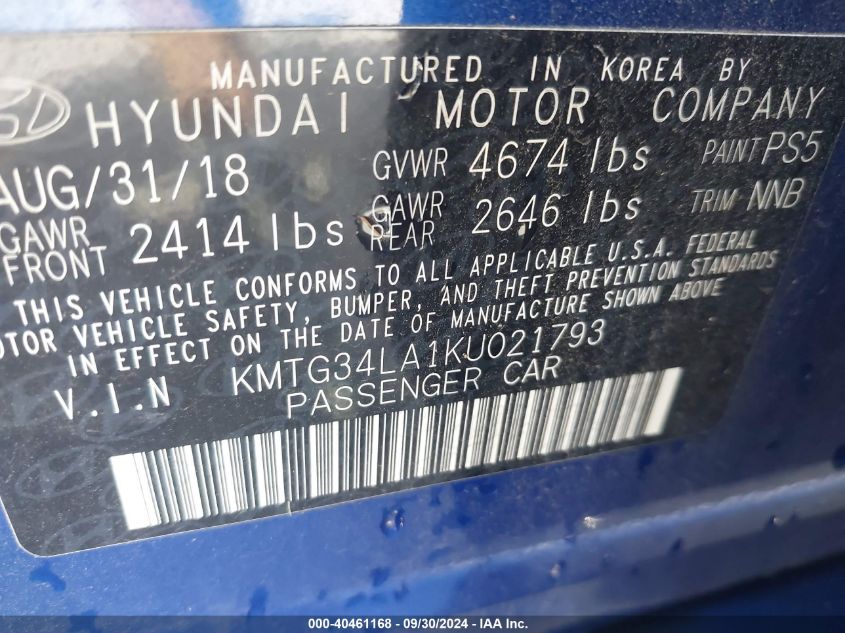 MANUFACTURED IN KOREA BY
HYUNDAI MOTOR COMPANY
AUG/31/18 GVWR 4674 lbs PAINT PS5
GAWR FRONT 2414 lbs GAWR REAR 2646 lbs TRIM NNB
THIS VEHICLE CONFORMS TO ALL APPLICABLE U.S.A. FEDERAL
MOTOR VEHICLE SAFETY, BUMPER, AND THEFT PREVENTION STANDARDS
IN EFFECT ON THE DATE OF MANUFACTURE SHOWN ABOVE
V.I.N KMTG34LA1KU021793
PASSENGER CAR
000-40461168 - 09/30/2024 - IAA Inc.